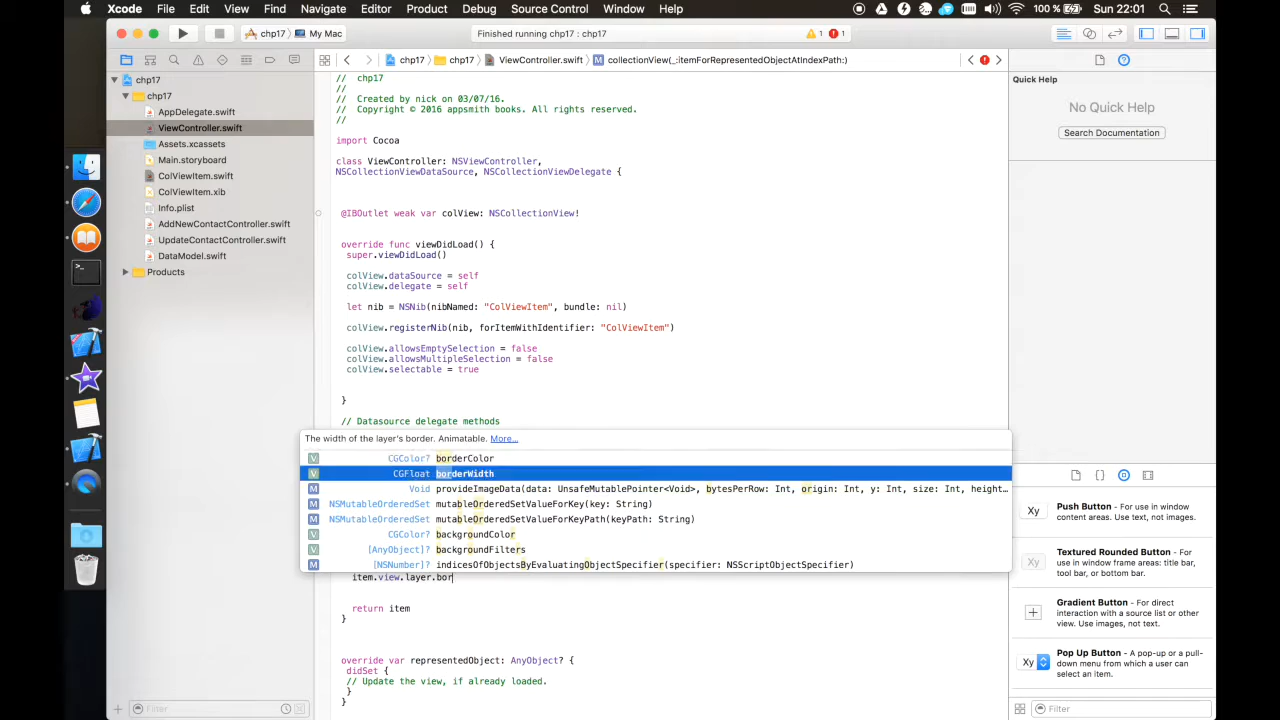 Xcode File Edit View Find Navigate Editor Product Debug Source Control Window Help 100 % Sun 22:01
chp17 My Mac Finished running chp17 : chp17 1 1
chp17 chp17 ViewController.swift collectionView(_:itemForRepresentedObjectAtIndexPath:)
chp17
chp17
AppDelegate.swift
ViewController.swift
Assets.xcassets
Main.storyboard
ColViewItem.swift
ColViewItem.xib
Info.plist
AddNewContactController.swift
UpdateContactController.swift
DataModel.swift
Products
Filter
// chp17
//
// Created by nick on 03/07/16.
// Copyright © 2016 appsmith books. All rights reserved.
//
import Cocoa
class ViewController: NSViewController,
NSCollectionViewDataSource, NSCollectionViewDelegate {
@IBOutlet weak var colView: NSCollectionView!
override func viewDidLoad() {
super.viewDidLoad()
colView.dataSource = self
colView.delegate = self
let nib = NSNib(nibNamed: "ColViewItem", bundle: nil)
colView.registerNib(nib, forItemWithIdentifier: "ColViewItem")
colView.allowsEmptySelection = false
colView.allowsMultipleSelection = false
colView.selectable = true
}
// Datasource delegate methods
The width of the layer's border. Animatable. More...
V CGColor? borderColor
V CGFloat borderWidth
M Void provideImageData(data: UnsafeMutablePointer<Void>, bytesPerRow: Int, origin: Int, y: Int, size: Int, height...
M NSMutableOrderedSet mutableOrderedSetValueForKey(key: String)
M NSMutableOrderedSet mutableOrderedSetValueForKeyPath(keyPath: String)
V CGColor? backgroundColor
V [AnyObject]? backgroundFilters
M [NSNumber]? indicesOfObjectsByEvaluatingObjectSpecifier(specifier: NSScriptObjectSpecifier)
item.view.layer.bor
return item
}
override var representedObject: AnyObject? {
didSet {
// Update the view, if already loaded.
}
}
Quick Help
No Quick Help
Search Documentation
Xy Push Button - For use in window
content areas. Use text, not images.
Xy Textured Rounded Button - For
use in window frame areas: title bar,
tool bar, or bottom bar.
Gradient Button - For direct
interaction with a source list or other
view. Use images, not text.
Xy Pop Up Button - A pop-up or a pull-
down menu from which a user can
select an item.
Filter